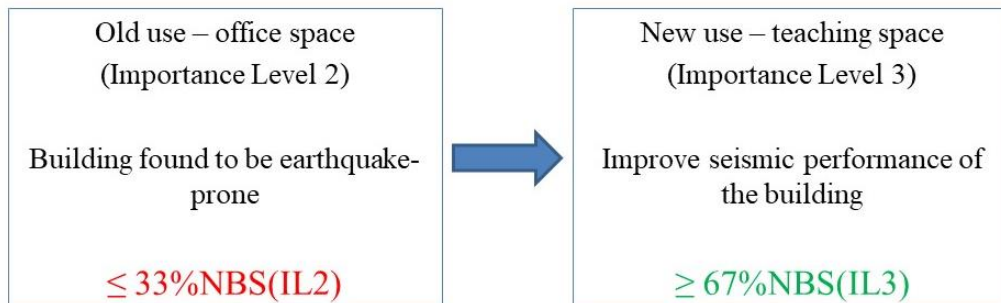 Old use – office space
(Importance Level 2)
Building found to be earthquake-
prone
≤ 33%NBS(IL2)
New use – teaching space
(Importance Level 3)
Improve seismic performance of
the building
≥ 67%NBS(IL3)